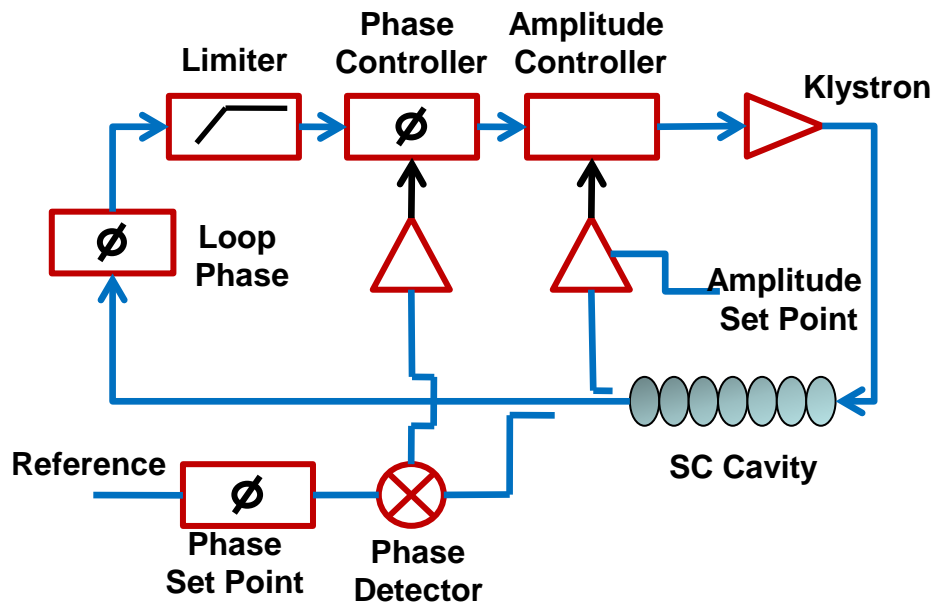 Phase
Controller
Amplitude
Controller
Limiter
Klystron
ϕ
ϕ
Loop
Phase
Amplitude
Set Point
Reference
SC Cavity
ϕ
Phase
Set Point
Phase
Detector